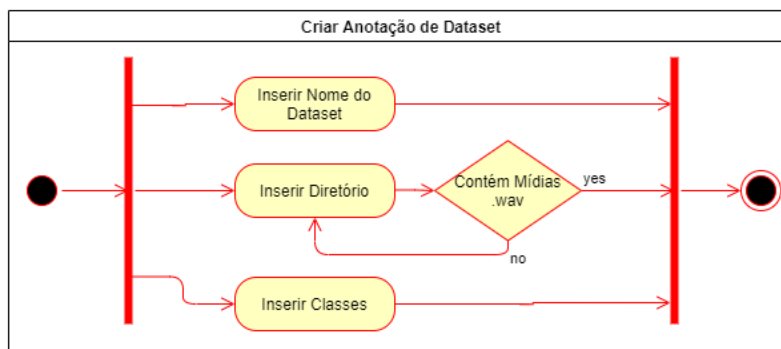 Criar Anotação de Dataset
Inserir Nome do
Dataset
Inserir Diretório
Contém Mídias
.wav
yes
no
Inserir Classes